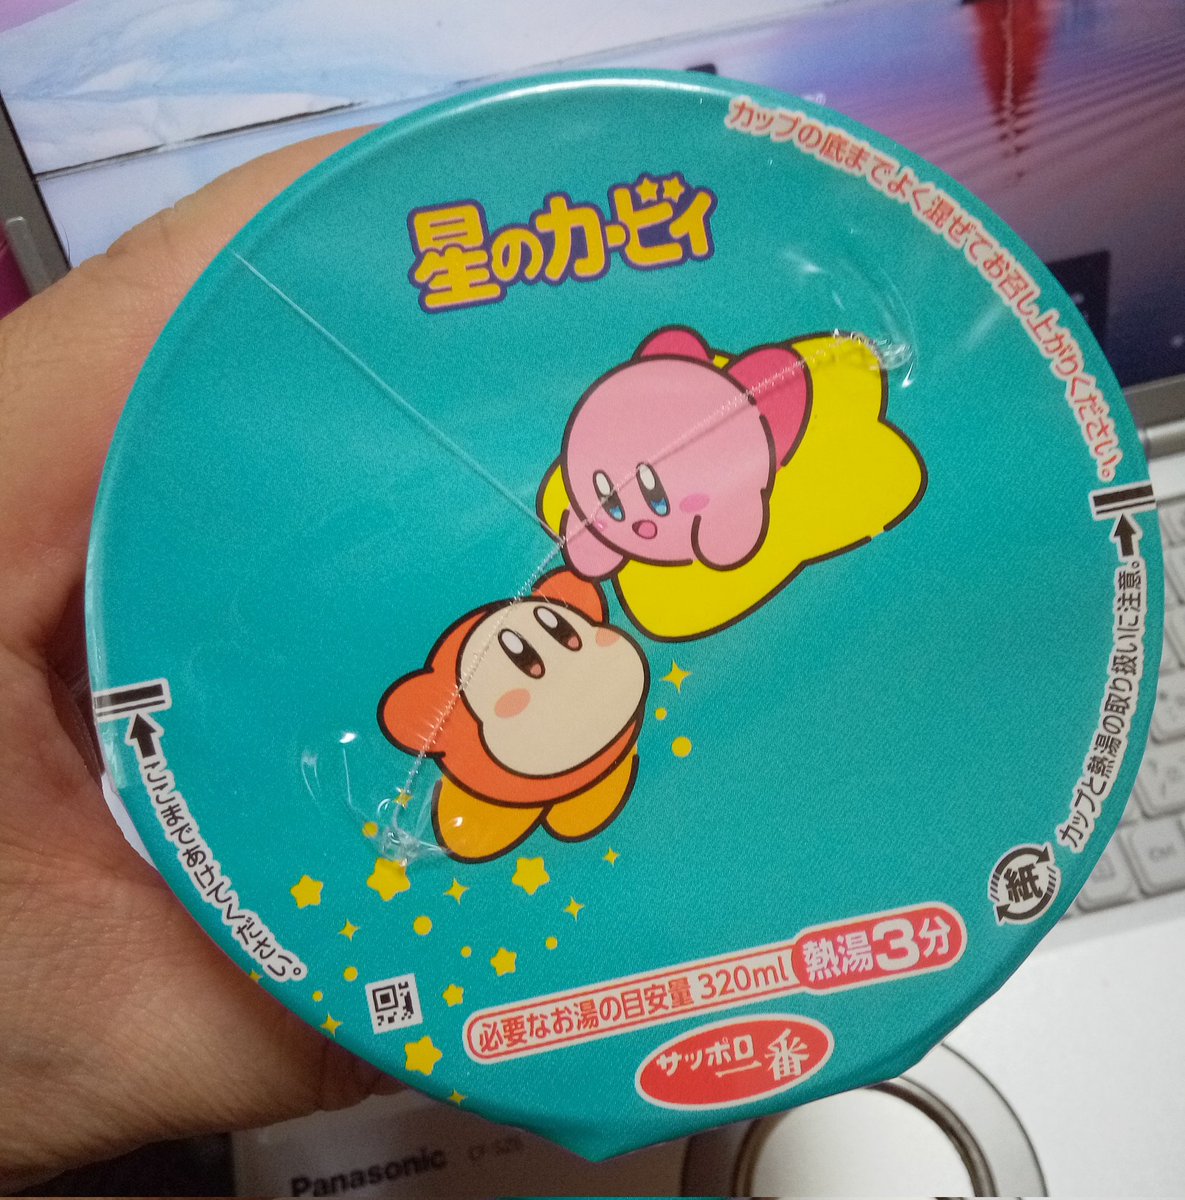 星のカービィ
カップの底までよく混ぜてお召し上がりください。
カップと熱湯の取り扱いに注意。
ここまであけてください。
紙
必要なお湯の目安量 320ml 熱湯3分
サッポロ一番
Panasonic